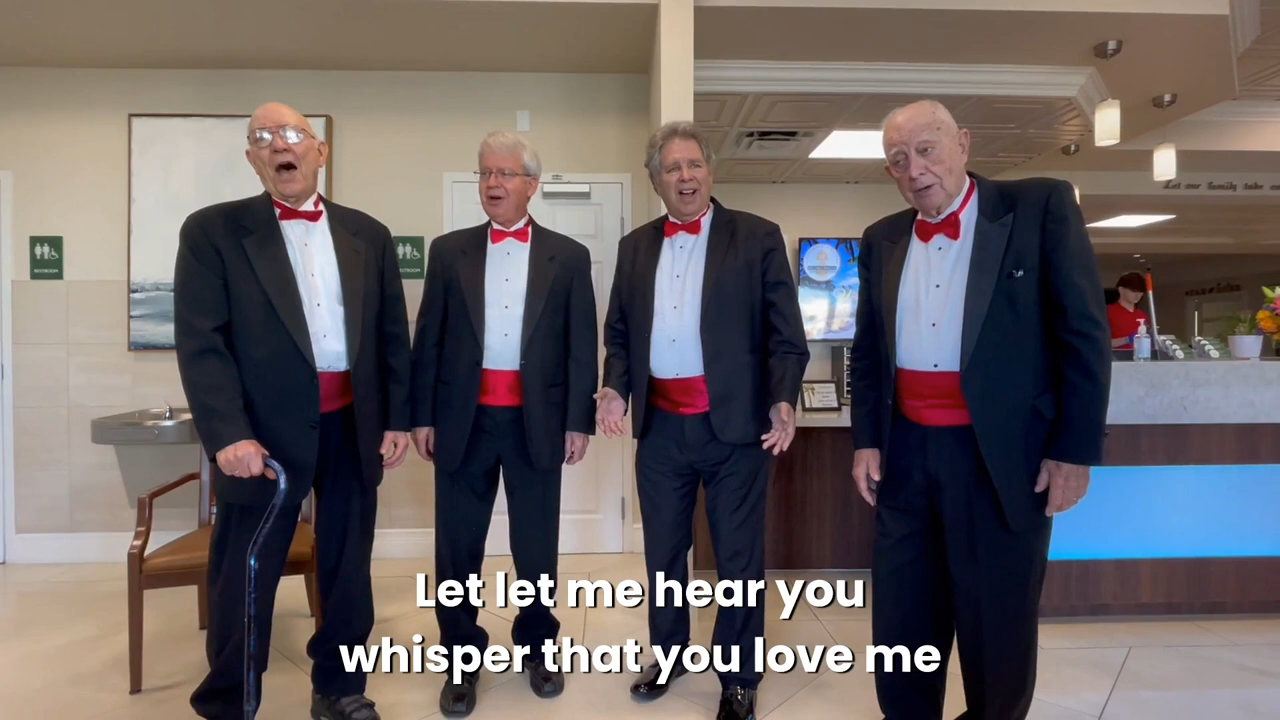 RESTROOM
RESTROOM
Let our family take
Let let me hear you
whisper that you love me